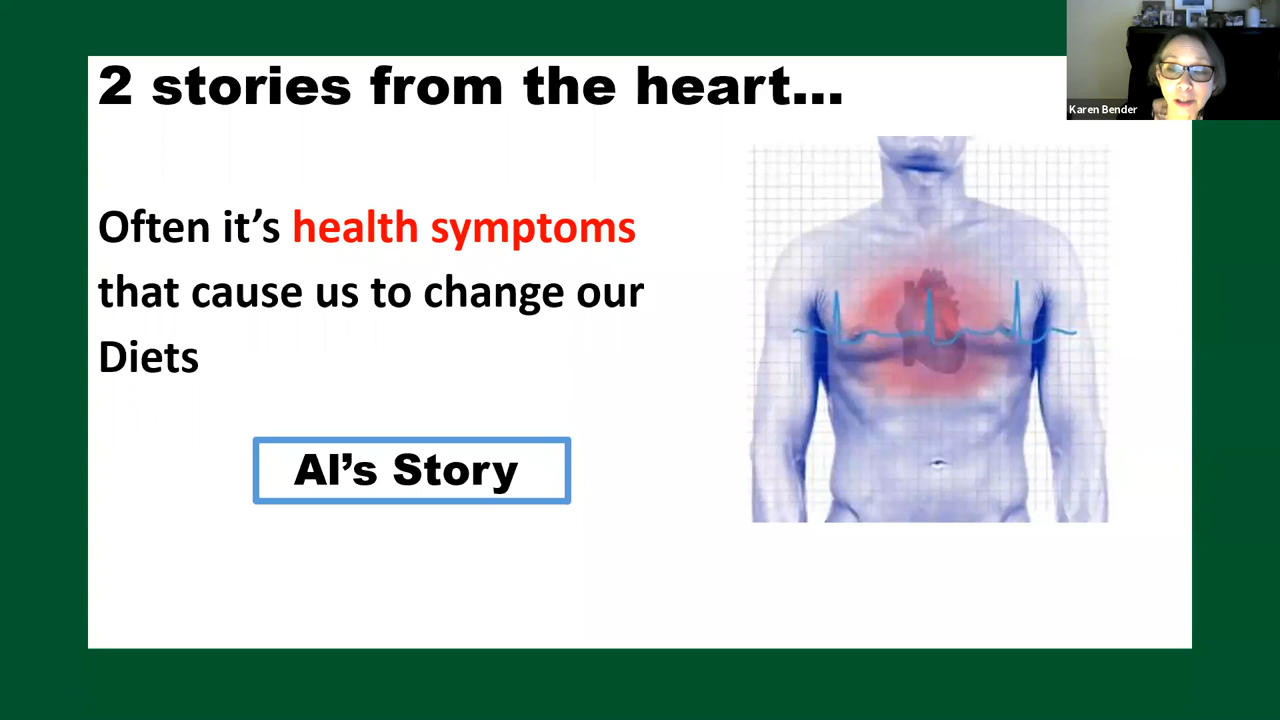 2 stories from the heart...
Karen Bender
Often it's health symptoms
that cause us to change our
Diets
Al's Story